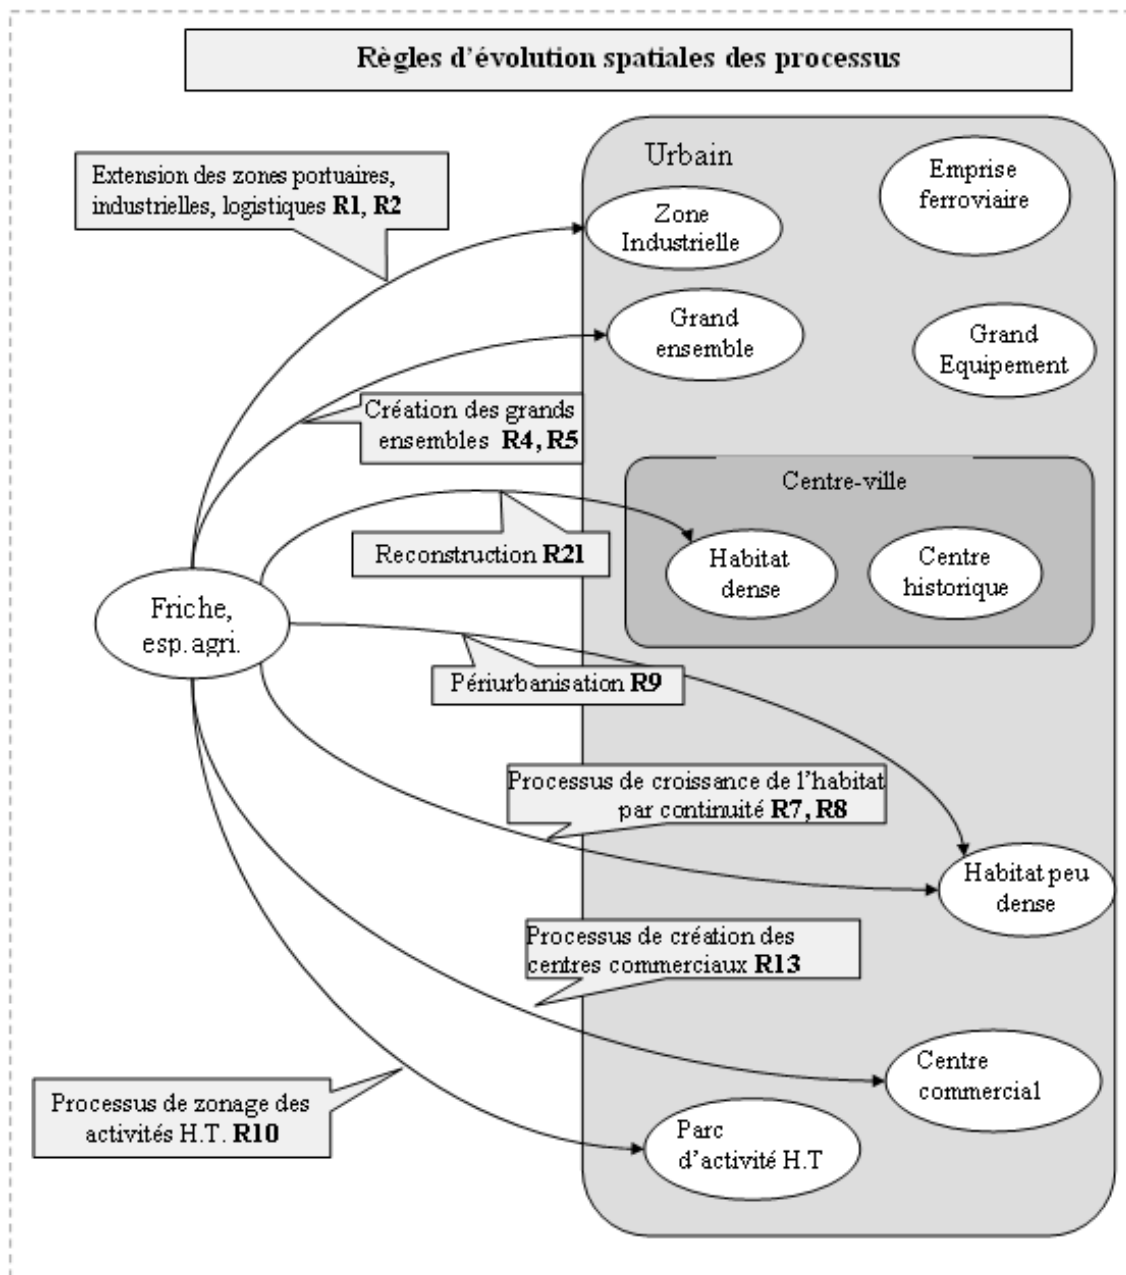 Règles d'évolution spatiales des processus
Urbain
Emprise
ferroviaire
Extension des zones portuaires,
industrielles, logistiques R1, R2
Zone
Industrielle
Grand
ensemble
Grand
Equipement
Création des grands
ensembles R4, R5
Centre-ville
Reconstruction R21
Habitat
dense
Centre
historique
Friche,
esp. agri.
Périurbanisation R9
Processus de croissance de l'habitat
par continuité R7, R8
Habitat peu
dense
Processus de création des
centres commerciaux R13
Centre
commercial
Processus de zonage des
activités H.T. R10
Parc
d'activité H.T